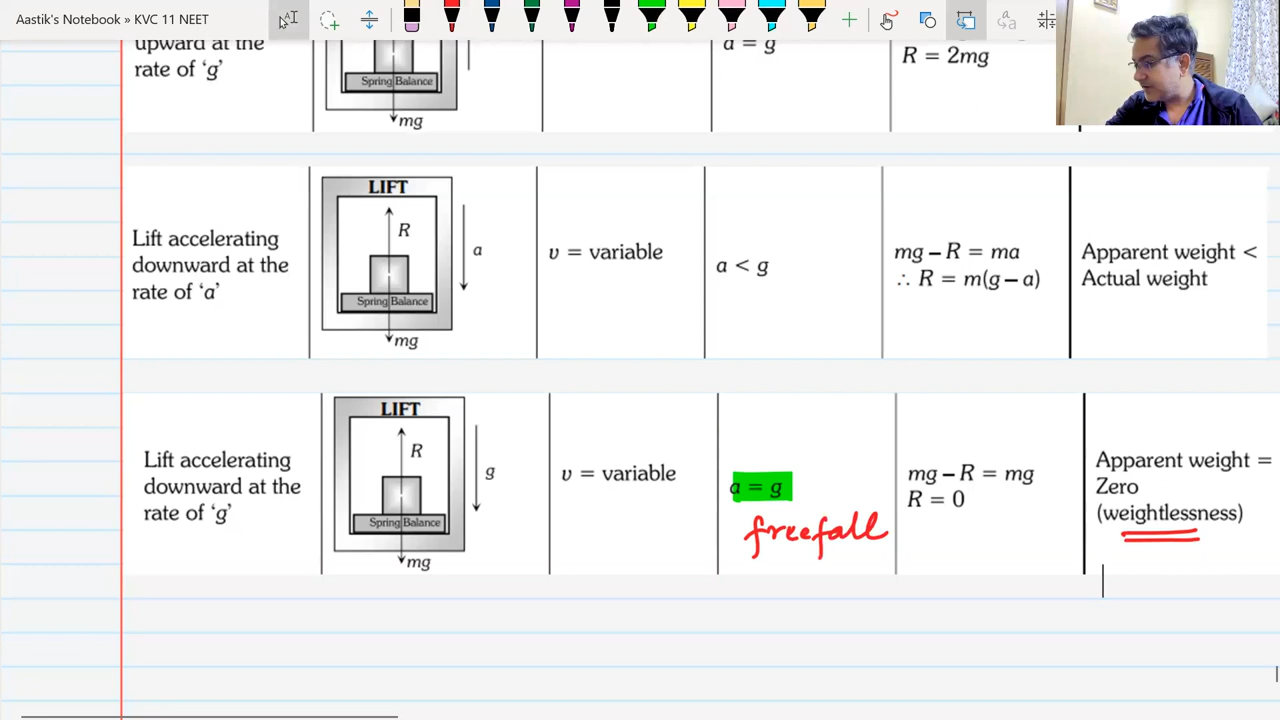 Aastik's Notebook » KVC 11 NEET
upward at the
rate of 'g'
Spring Balance
mg
a = g
R = 2mg
Lift accelerating
downward at the
rate of 'a'
LIFT
R
a
Spring Balance
mg
υ = variable
a < g
mg – R = ma
∴ R = m(g – a)
Apparent weight <
Actual weight
Lift accelerating
downward at the
rate of 'g'
LIFT
R
g
Spring Balance
mg
υ = variable
a = g
freefall
mg – R = mg
R = 0
Apparent weight =
Zero
(weightlessness)